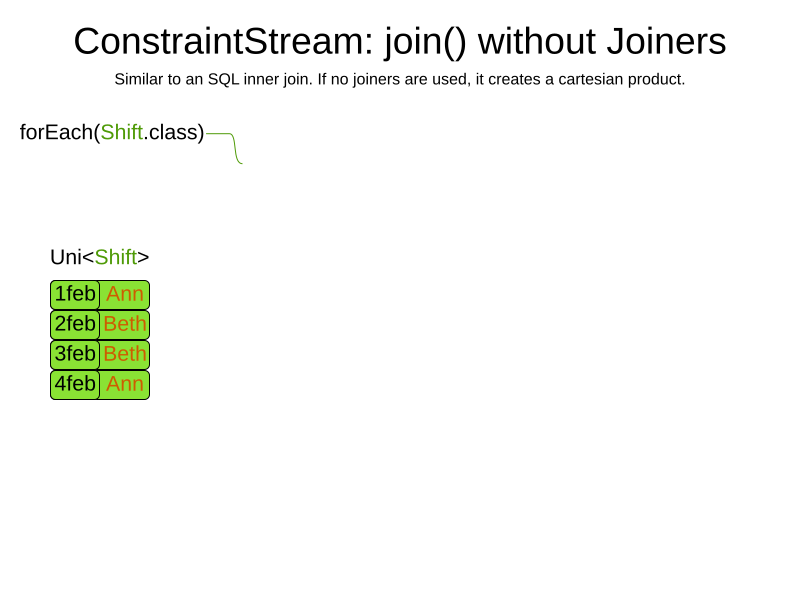 ConstraintStream: join() without Joiners
Similar to an SQL inner join. If no joiners are used, it creates a cartesian product.
forEach(Shift.class)
Uni<Shift>
1feb Ann
2feb Beth
3feb Beth
4feb Ann